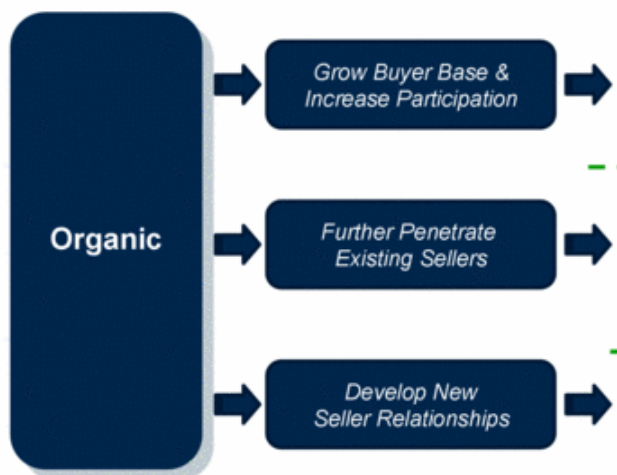 Organic
Grow Buyer Base &
Increase Participation
Further Penetrate
Existing Sellers
Develop New
Seller Relationships